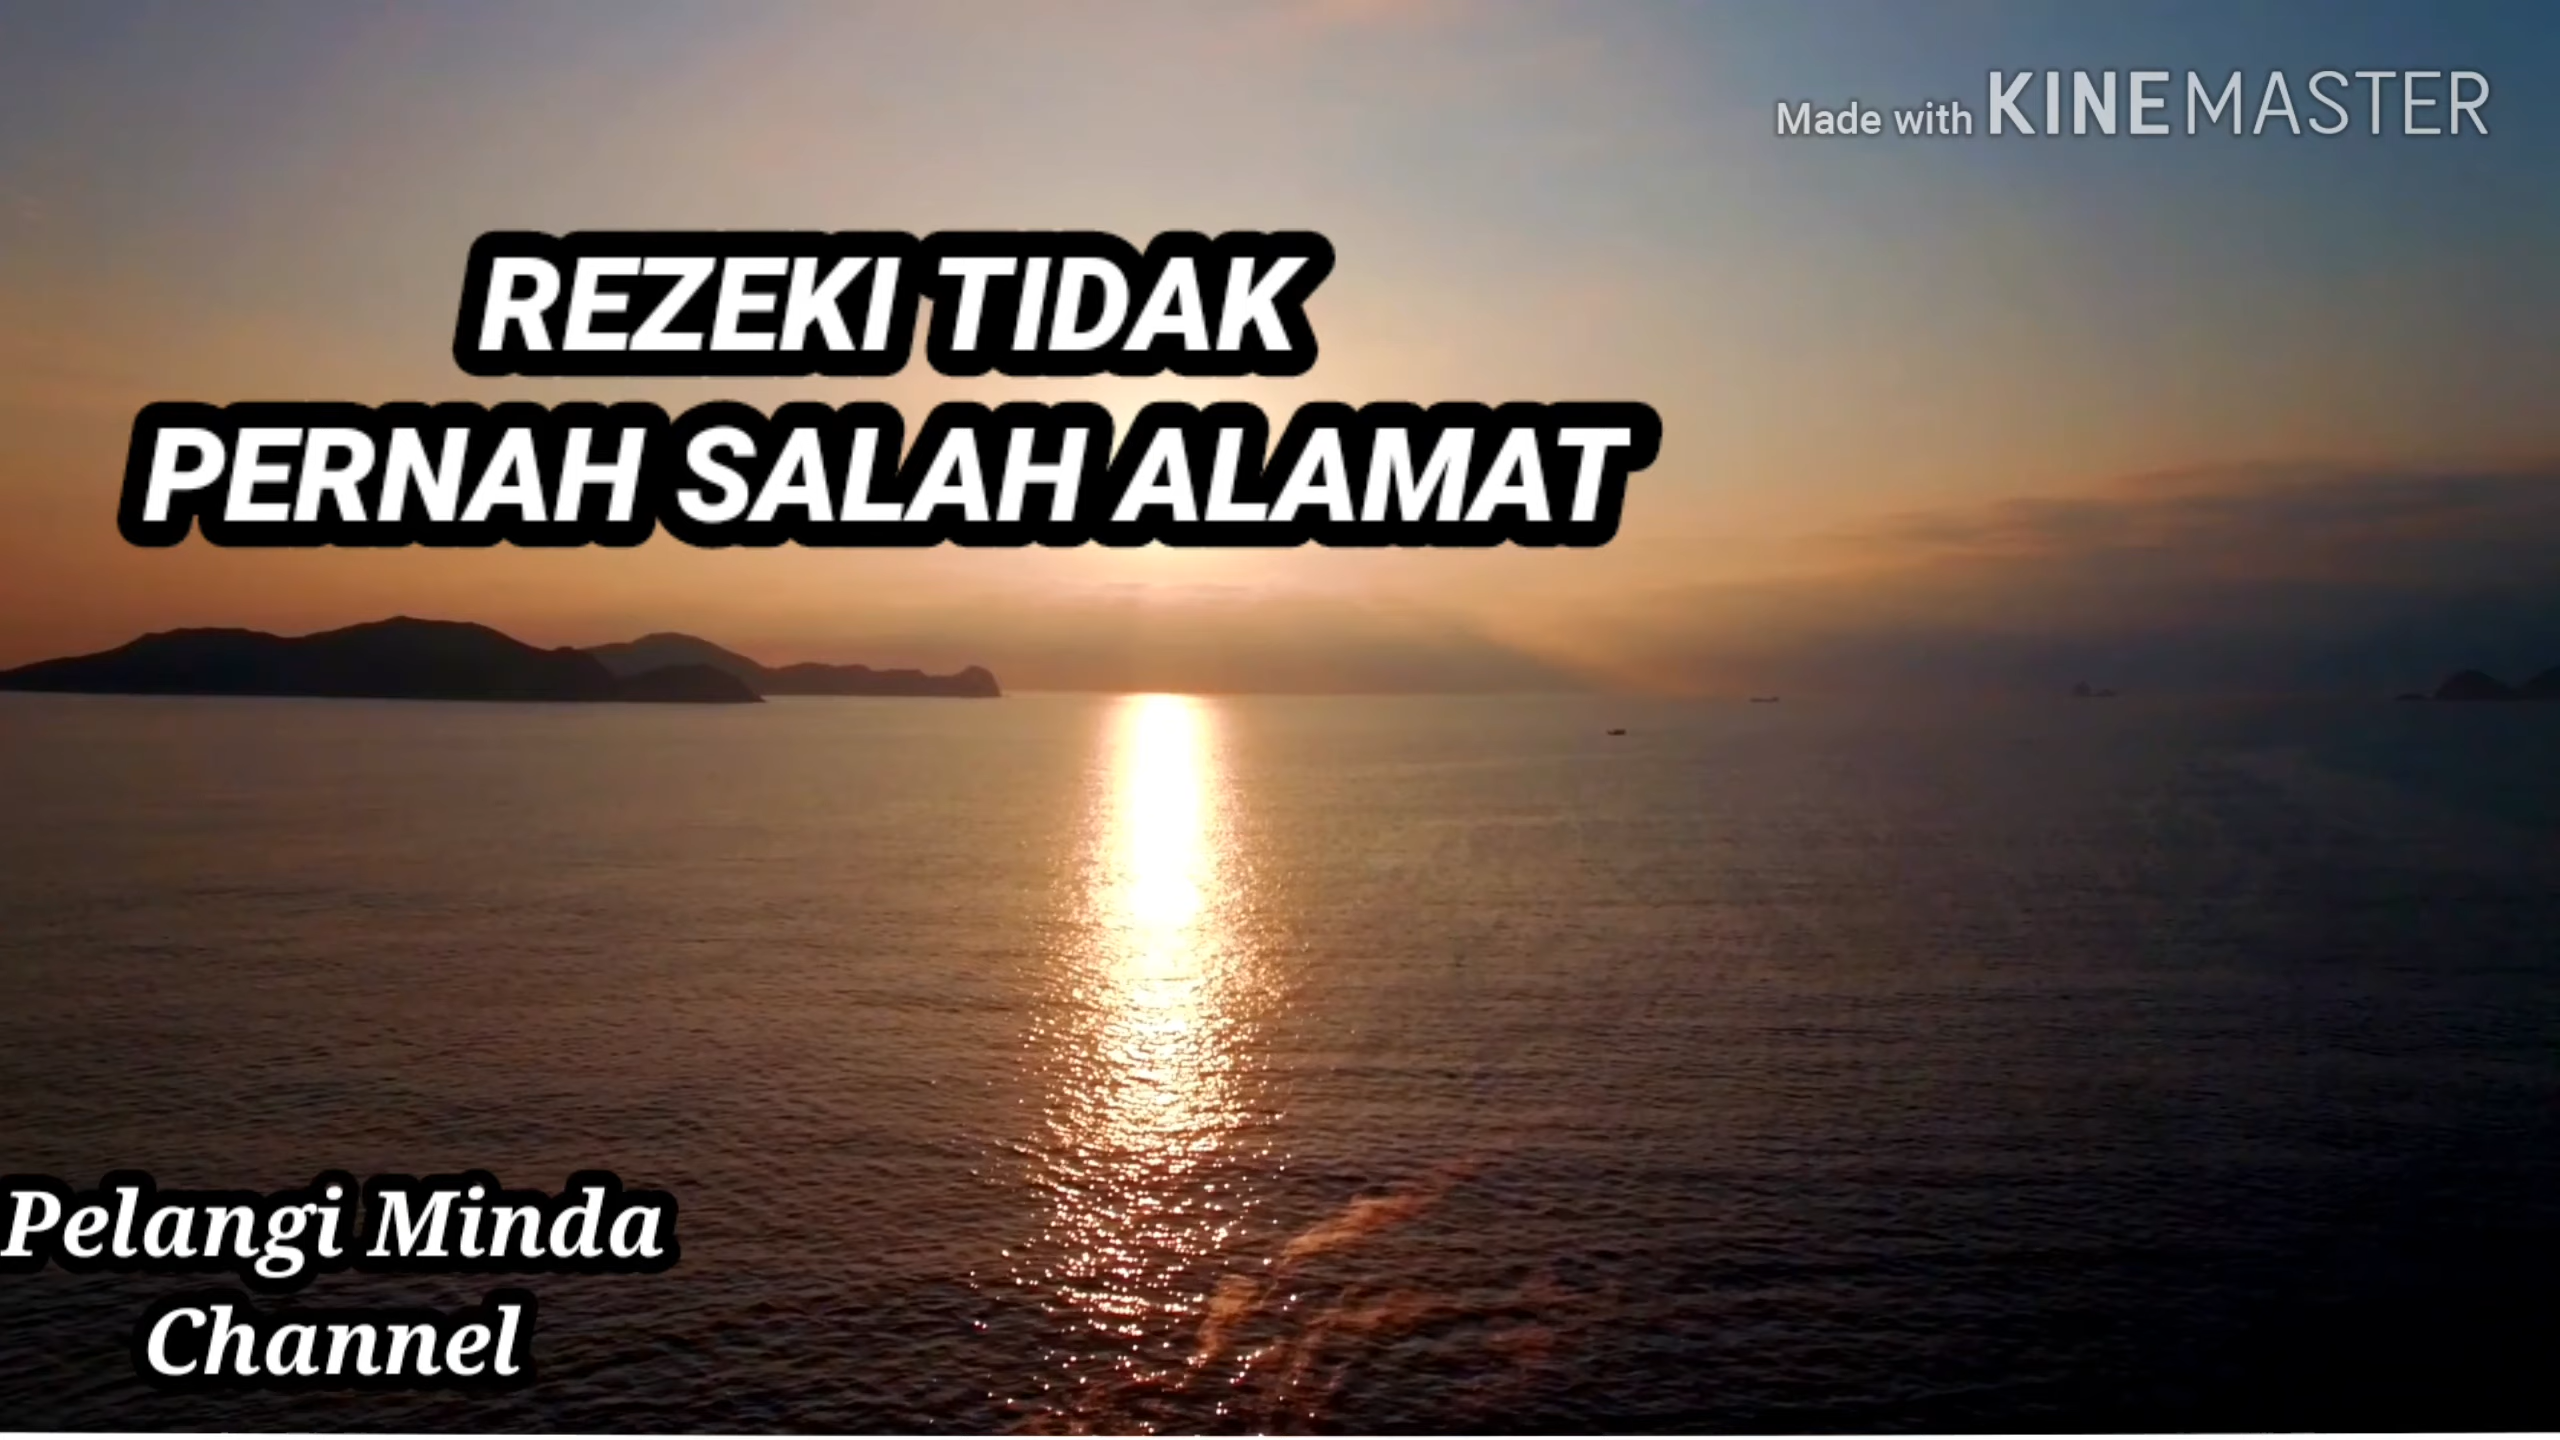 Made with KINEMASTER
REZEKI TIDAK
PERNAH SALAH ALAMAT
Pelangi Minda
Channel